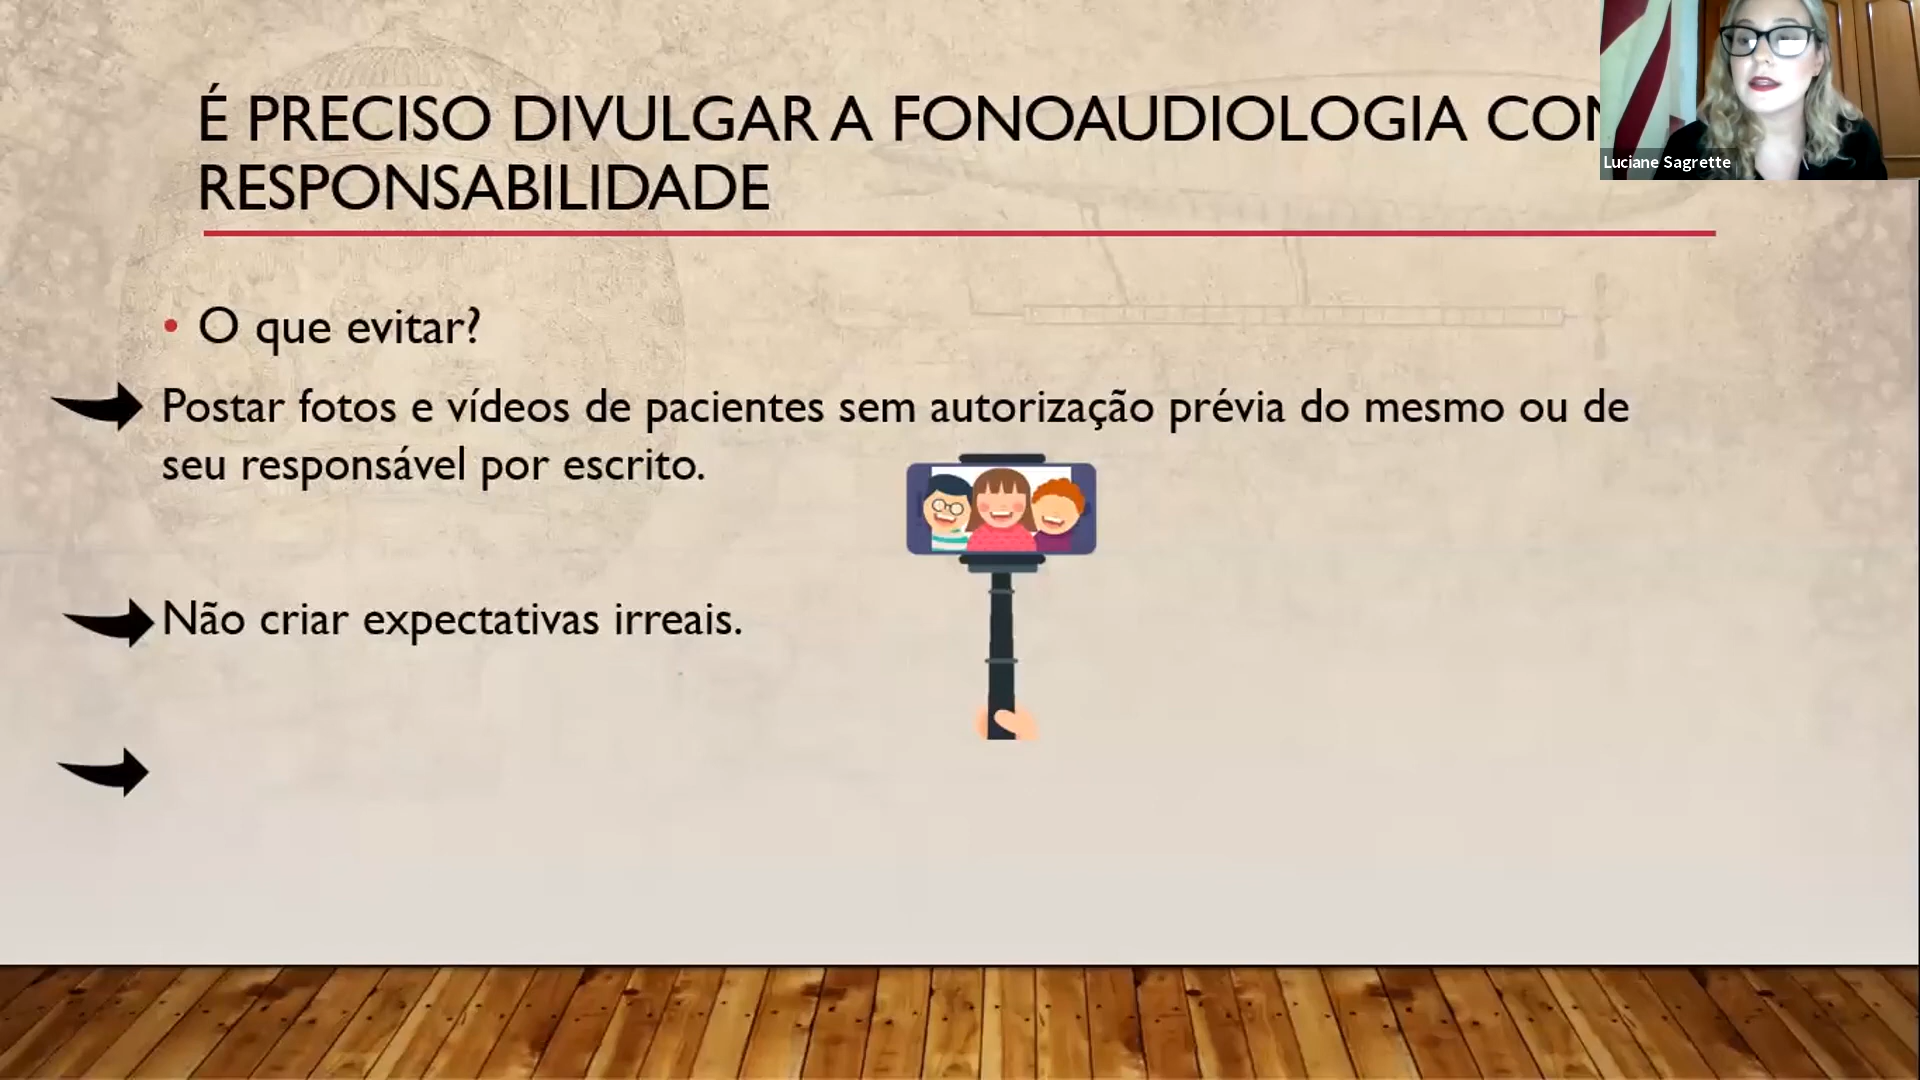 É PRECISO DIVULGAR A FONOAUDIOLOGIA
RESPONSABILIDADE
Luciane Sagrette
• O que evitar?
Postar fotos e vídeos de pacientes sem autorização prévia do mesmo ou de
seu responsável por escrito.
Não criar expectativas irreais.